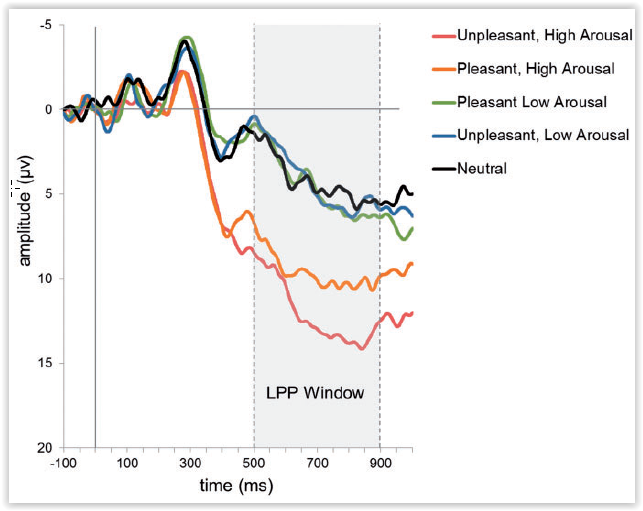 -5
0
5
10
15
20
amplitude (μv)
-100
100
300
500
700
900
time (ms)
LPP Window
Unpleasant, High Arousal
Pleasant, High Arousal
Pleasant Low Arousal
Unpleasant, Low Arousal
Neutral